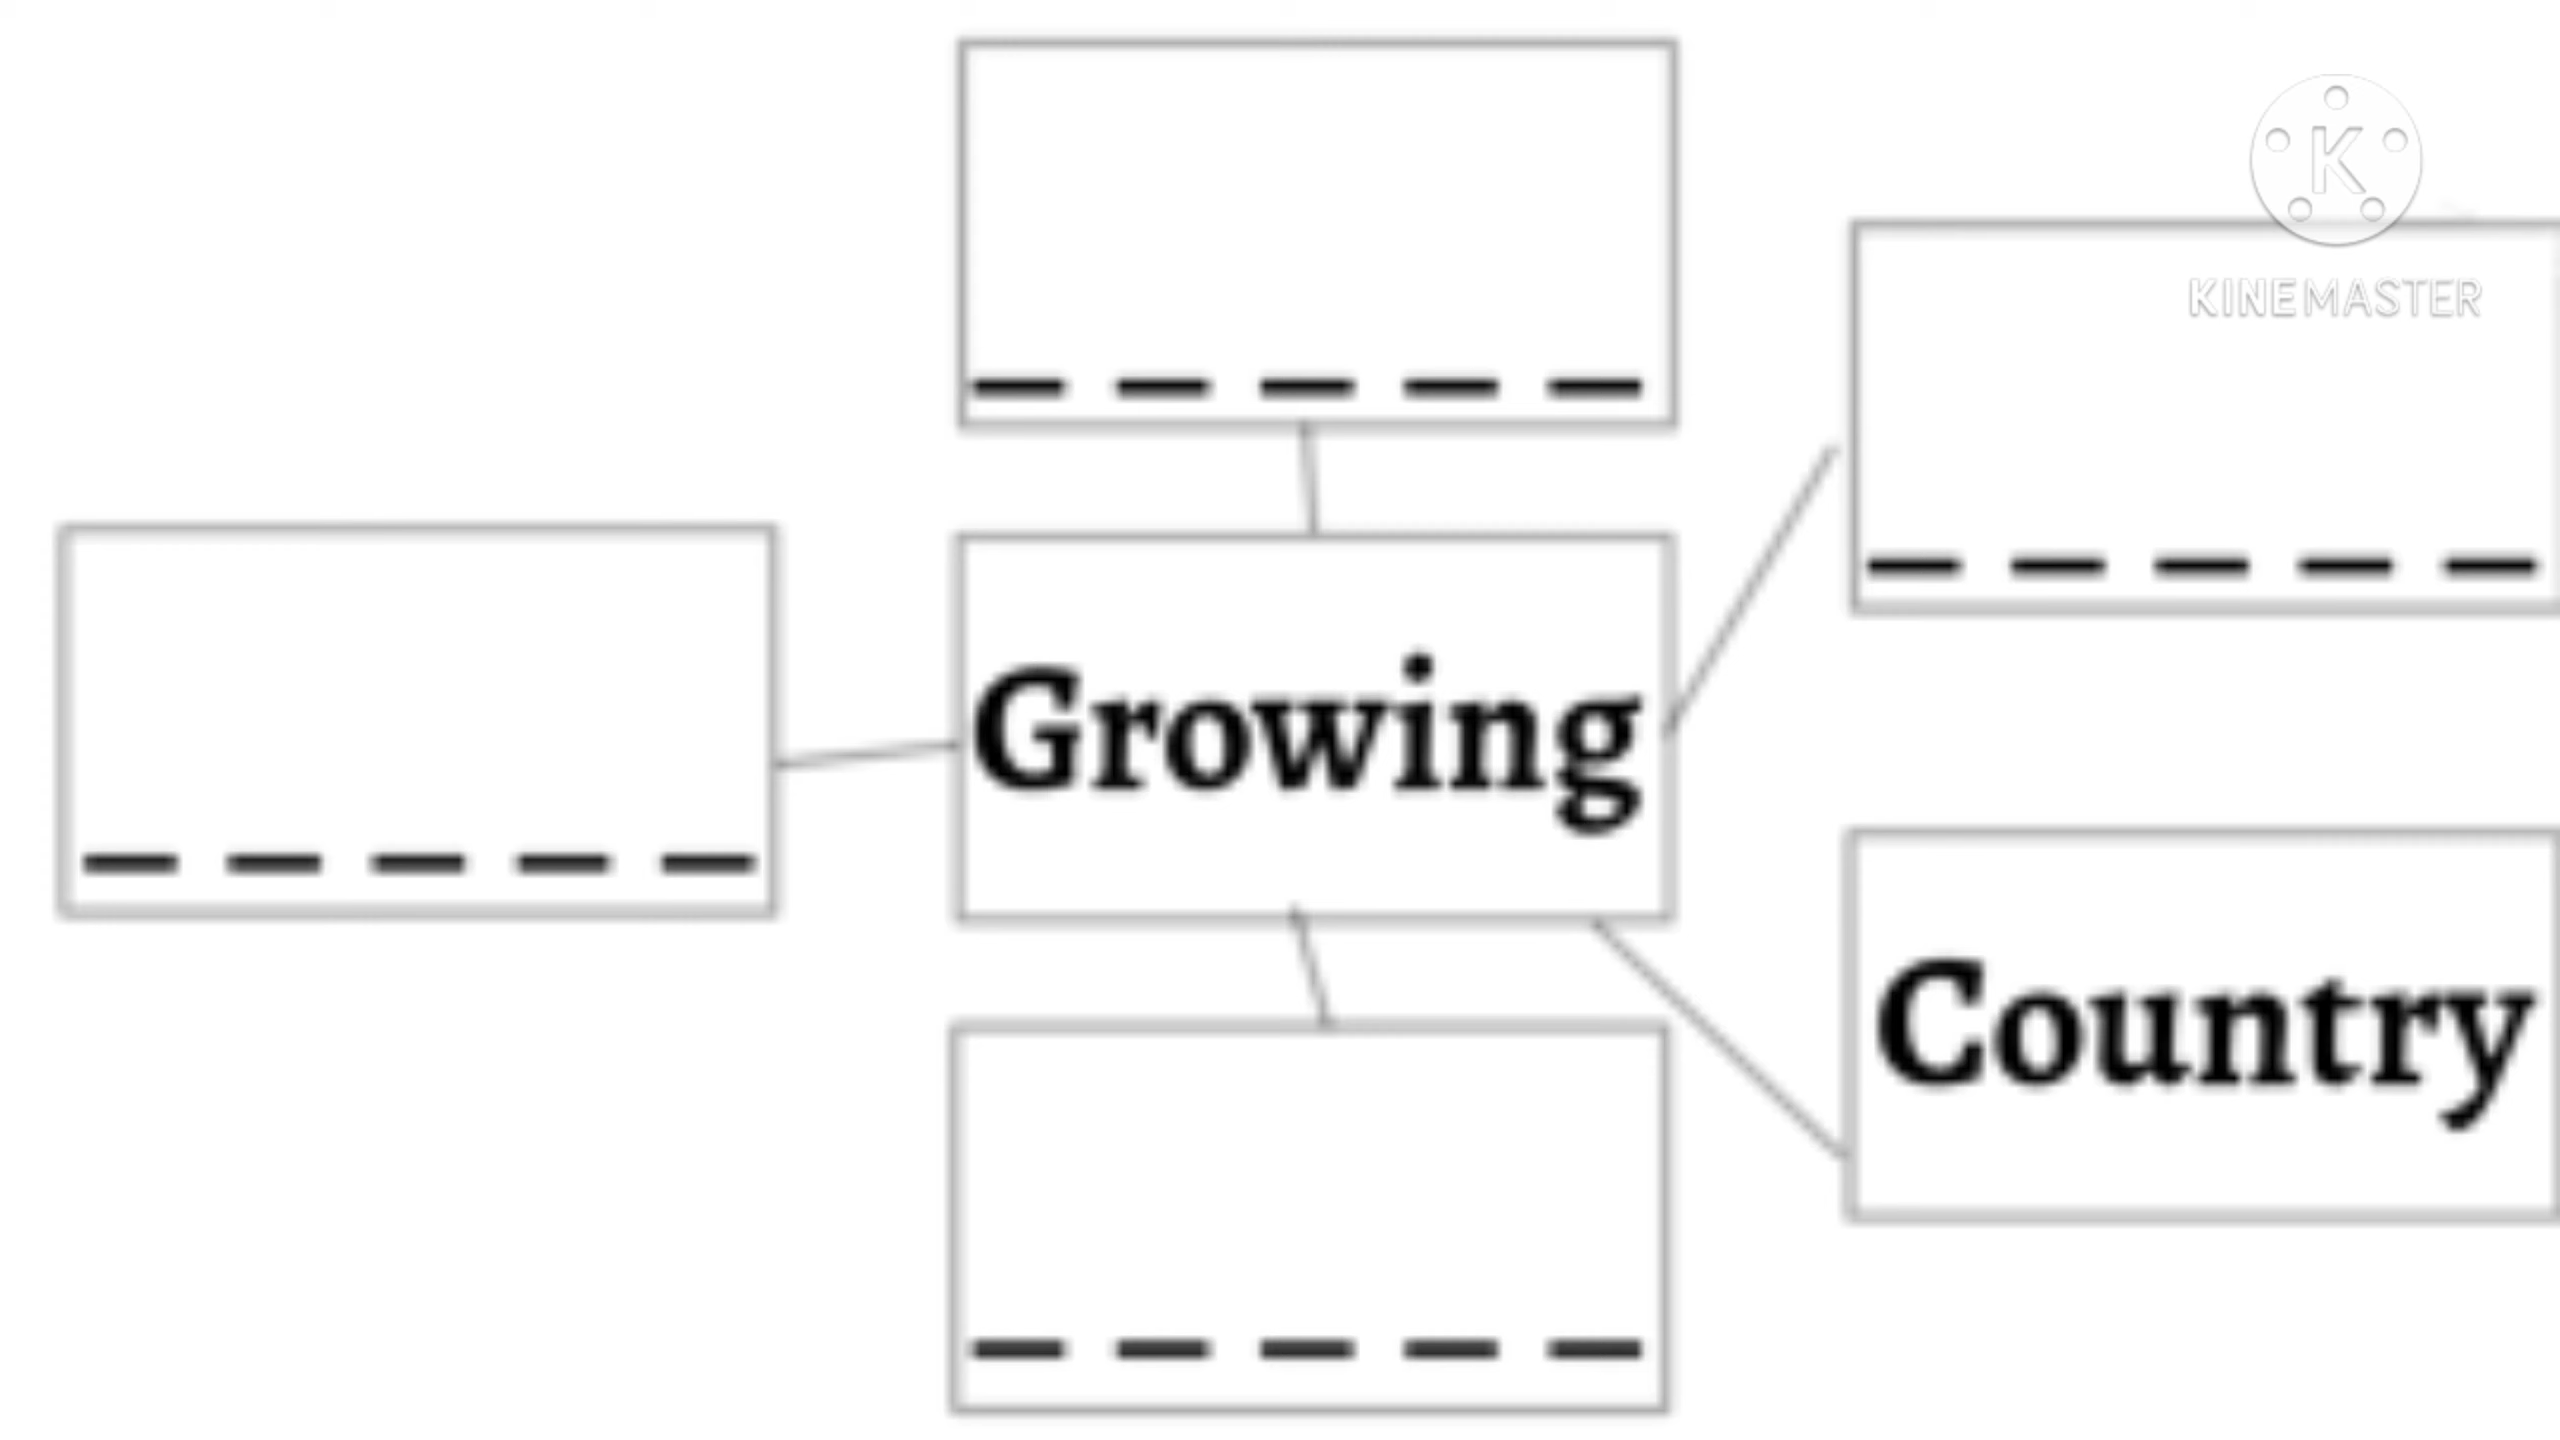 K
KINEMASTER
_ _ _ _ _
_ _ _ _ _
_ _ _ _ _
Growing
Country
_ _ _ _ _